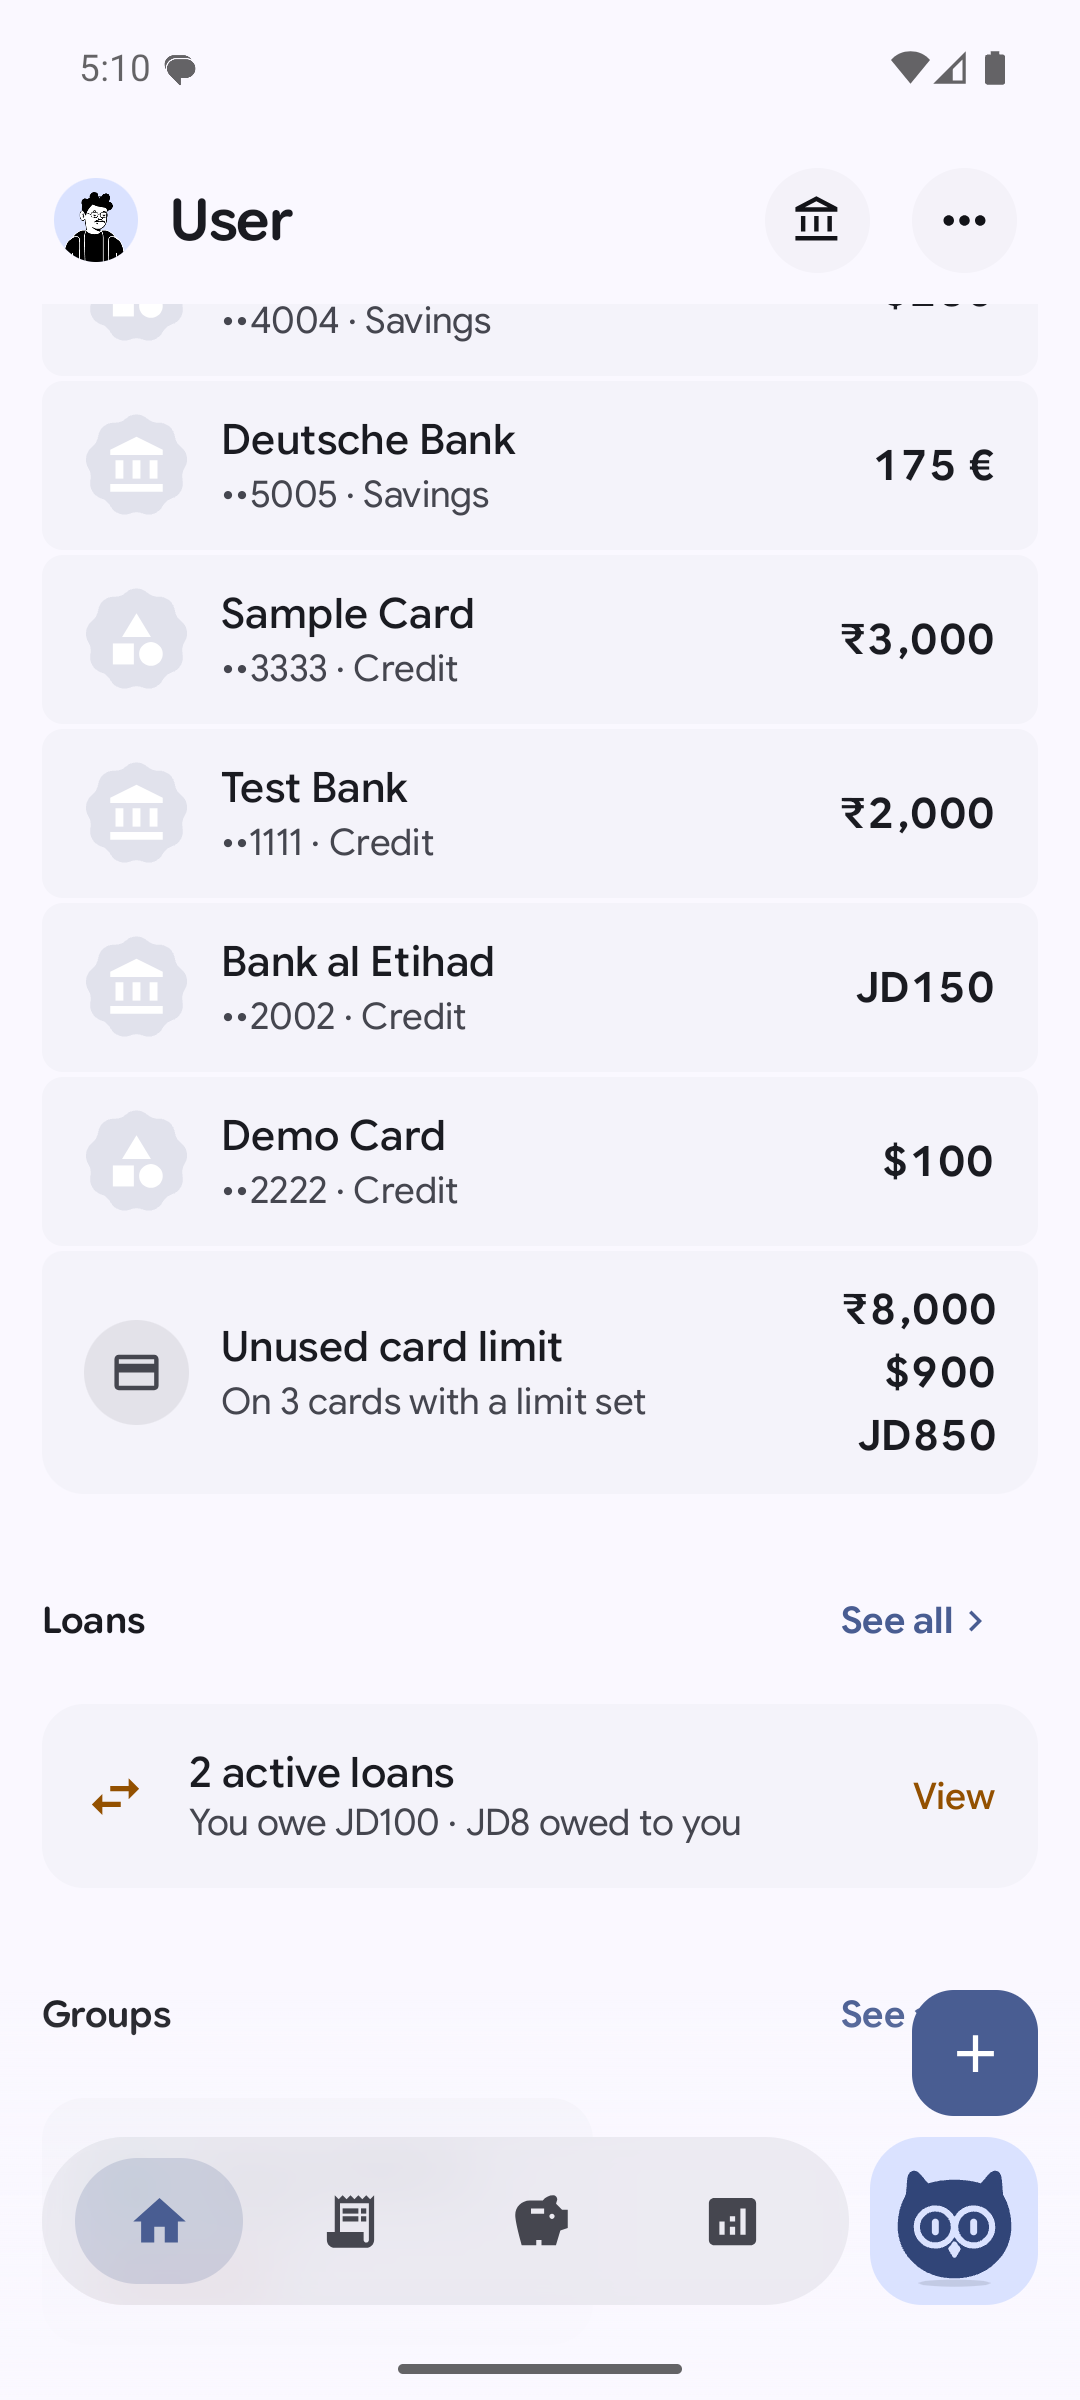 5:10
User
••4004 · Savings
Deutsche Bank
175 €
••5005 · Savings
Sample Card
₹3,000
••3333 · Credit
Test Bank
₹2,000
••1111 · Credit
Bank al Etihad
JD150
••2002 · Credit
Demo Card
$100
••2222 · Credit
Unused card limit
On 3 cards with a limit set
₹8,000
$900
JD850
Loans
See all
2 active loans
You owe JD100 · JD8 owed to you
View
Groups
See